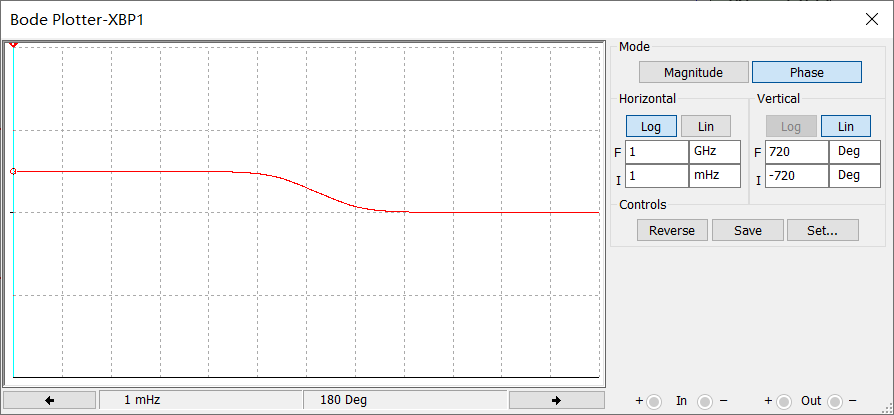 Bode Plotter-XBP1
Mode
Magnitude Phase
Horizontal Vertical
Log Lin Log Lin
F 1 GHz F 720 Deg
I 1 mHz I -720 Deg
Controls
Reverse Save Set...
1 mHz 180 Deg
+ In − + Out −